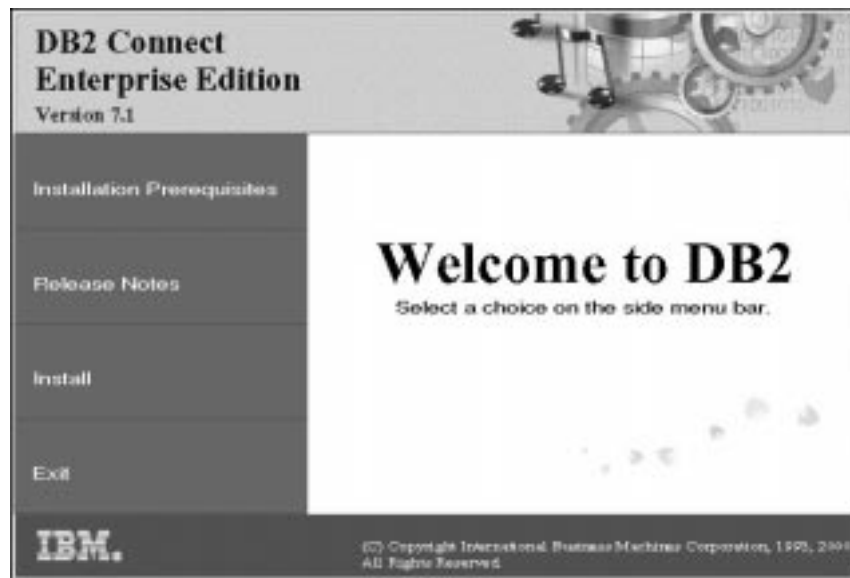 DB2 Connect
Enterprise Edition
Version 7.1
Installation Prerequisites
Release Notes
Install
Exit
Welcome to DB2
Select a choice on the side menu bar.
IBM.
(C) Copyright International Business Machines Corporation, 1993,
All Rights Reserved.